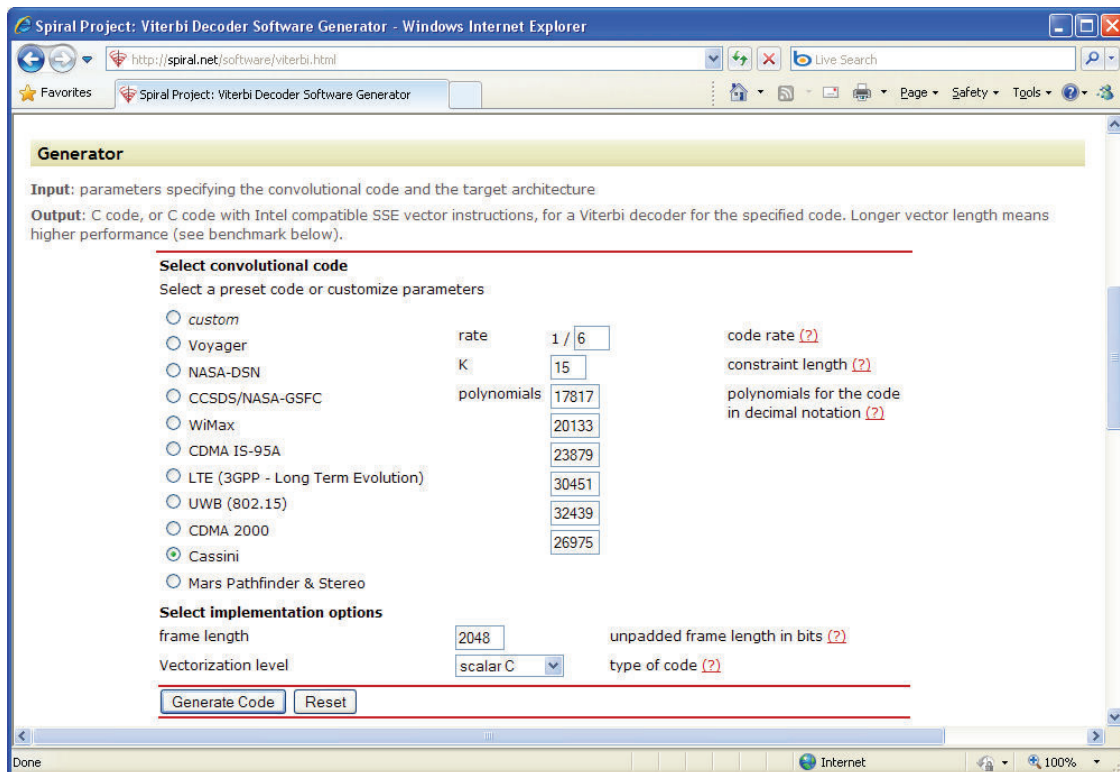 Spiral Project: Viterbi Decoder Software Generator - Windows Internet Explorer
http://spiral.net/software/viterbi.html
Live Search
Favorites
Spiral Project: Viterbi Decoder Software Generator
Page Safety Tools
Generator
Input: parameters specifying the convolutional code and the target architecture
Output: C code, or C code with Intel compatible SSE vector instructions, for a Viterbi decoder for the specified code. Longer vector length means
higher performance (see benchmark below).
Select convolutional code
Select a preset code or customize parameters
custom
Voyager
NASA-DSN
CCSDS/NASA-GSFC
WiMax
CDMA IS-95A
LTE (3GPP - Long Term Evolution)
UWB (802.15)
CDMA 2000
Cassini
Mars Pathfinder & Stereo
rate 1 / 6 code rate (?)
K 15 constraint length (?)
polynomials 17817 polynomials for the code
in decimal notation (?)
20133
23879
30451
32439
26975
Select implementation options
frame length 2048 unpadded frame length in bits (?)
Vectorization level scalar C type of code (?)
Generate Code Reset
Done Internet 100%